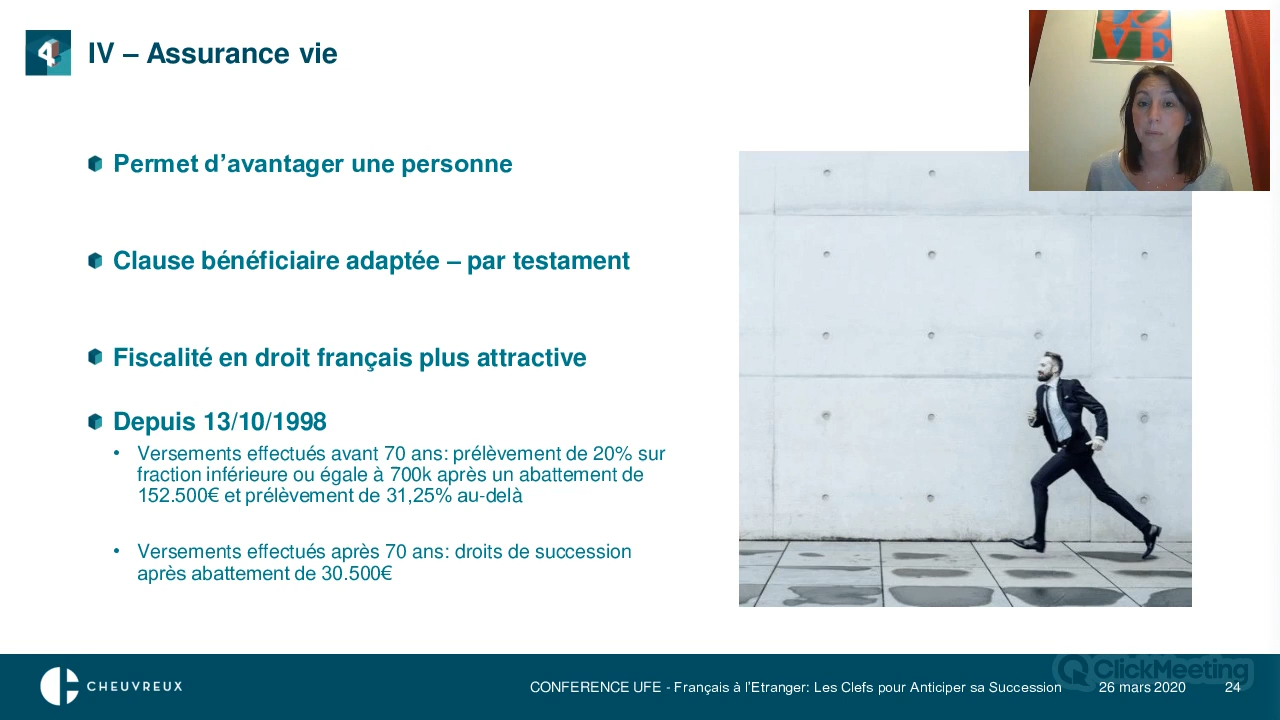 4
IV – Assurance vie
LOVE
Permet d’avantager une personne
Clause bénéficiaire adaptée – par testament
Fiscalité en droit français plus attractive
Depuis 13/10/1998
• Versements effectués avant 70 ans: prélèvement de 20% sur
fraction inférieure ou égale à 700k après un abattement de
152.500€ et prélèvement de 31,25% au-delà
• Versements effectués après 70 ans: droits de succession
après abattement de 30.500€
CHEUVREUX
CONFERENCE UFE - Français à l’Etranger: Les Clefs pour Anticiper sa Succession
26 mars 2020
24
ClickMeeting